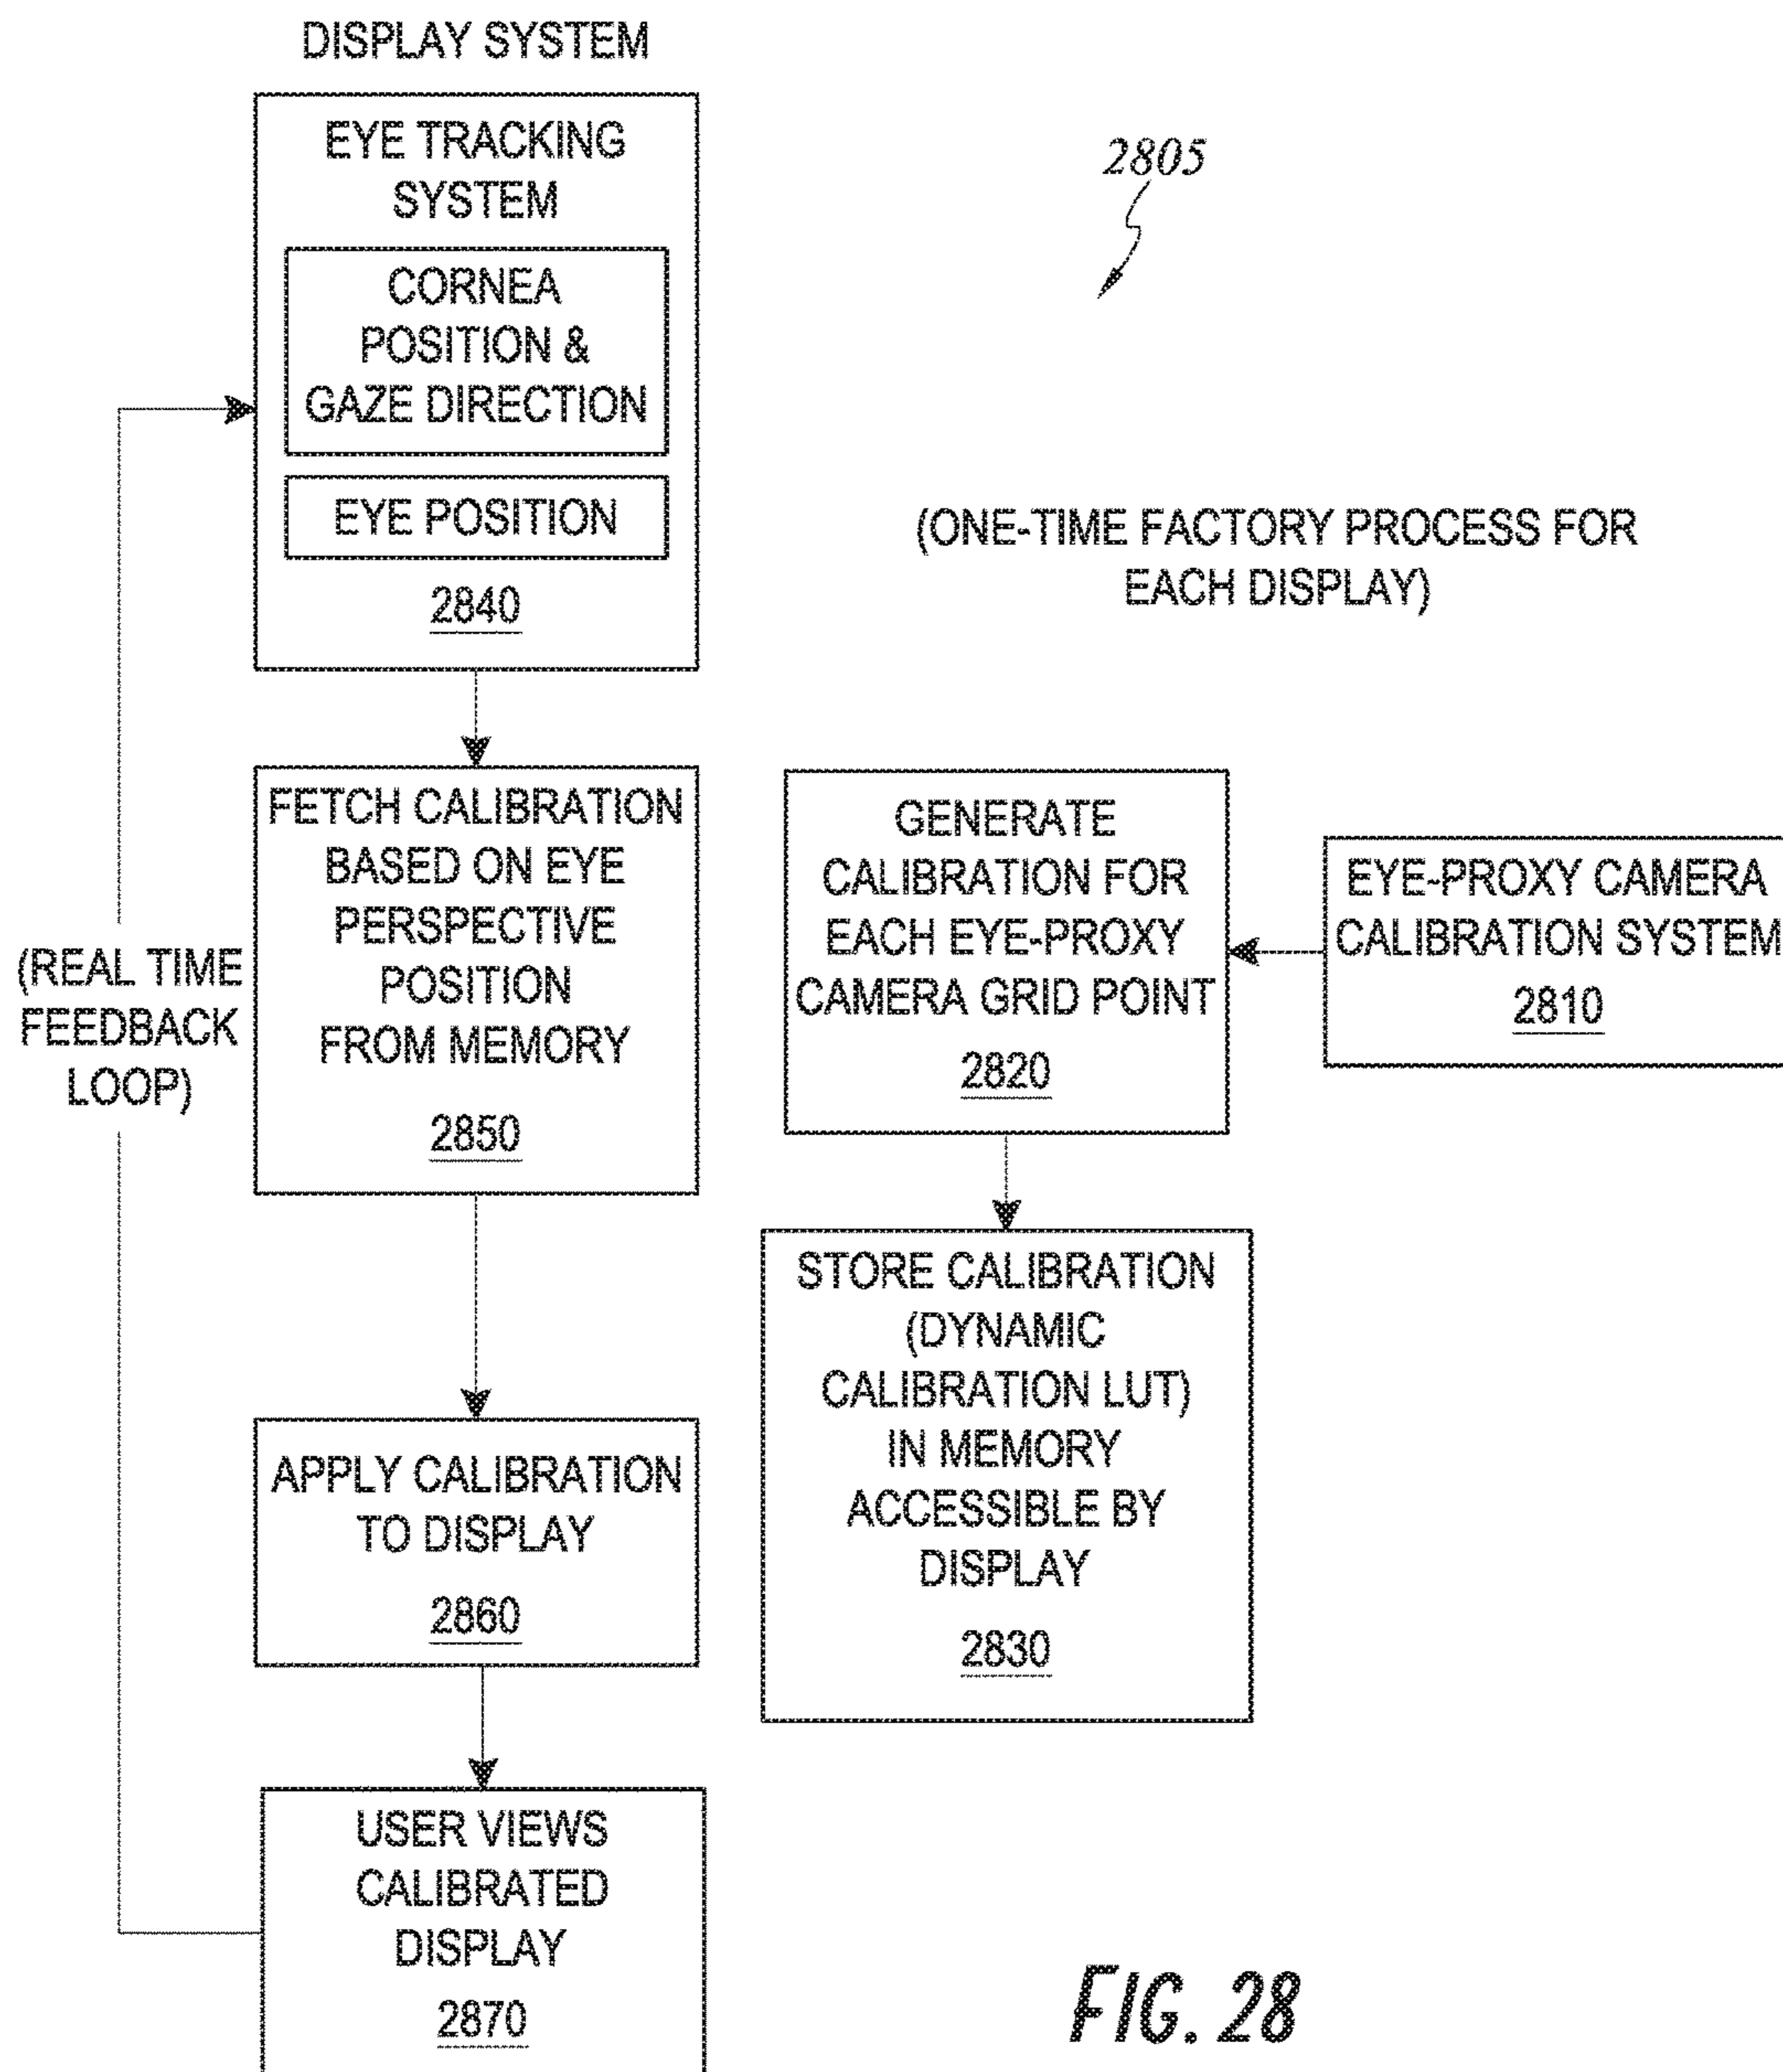 DISPLAY SYSTEM
EYE TRACKING
SYSTEM
CORNEA
POSITION &
GAZE DIRECTION
EYE POSITION
2840
2805
(ONE-TIME FACTORY PROCESS FOR
EACH DISPLAY)
FETCH CALIBRATION
BASED ON EYE
PERSPECTIVE
POSITION
FROM MEMORY
2850
(REAL TIME
FEEDBACK
LOOP)
GENERATE
CALIBRATION FOR
EACH EYE-PROXY
CAMERA GRID POINT
2820
EYE-PROXY CAMERA
CALIBRATION SYSTEM
2810
STORE CALIBRATION
(DYNAMIC
CALIBRATION LUT)
IN MEMORY
ACCESSIBLE BY
DISPLAY
2830
APPLY CALIBRATION
TO DISPLAY
2860
USER VIEWS
CALIBRATED
DISPLAY
2870
FIG. 28